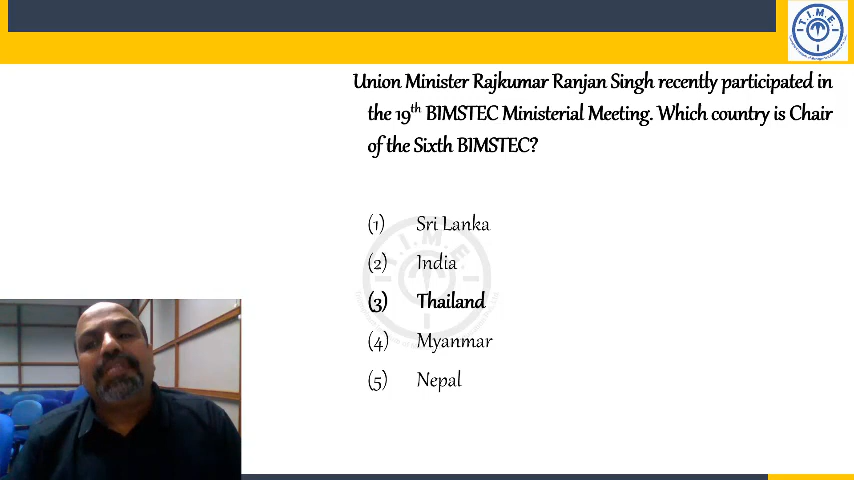 T.I.M.E.
Union Minister Rajkumar Ranjan Singh recently participated in
the 19th BIMSTEC Ministerial Meeting. Which country is Chair
of the Sixth BIMSTEC?
(1) Sri Lanka
(2) India
(3) Thailand
(4) Myanmar
(5) Nepal